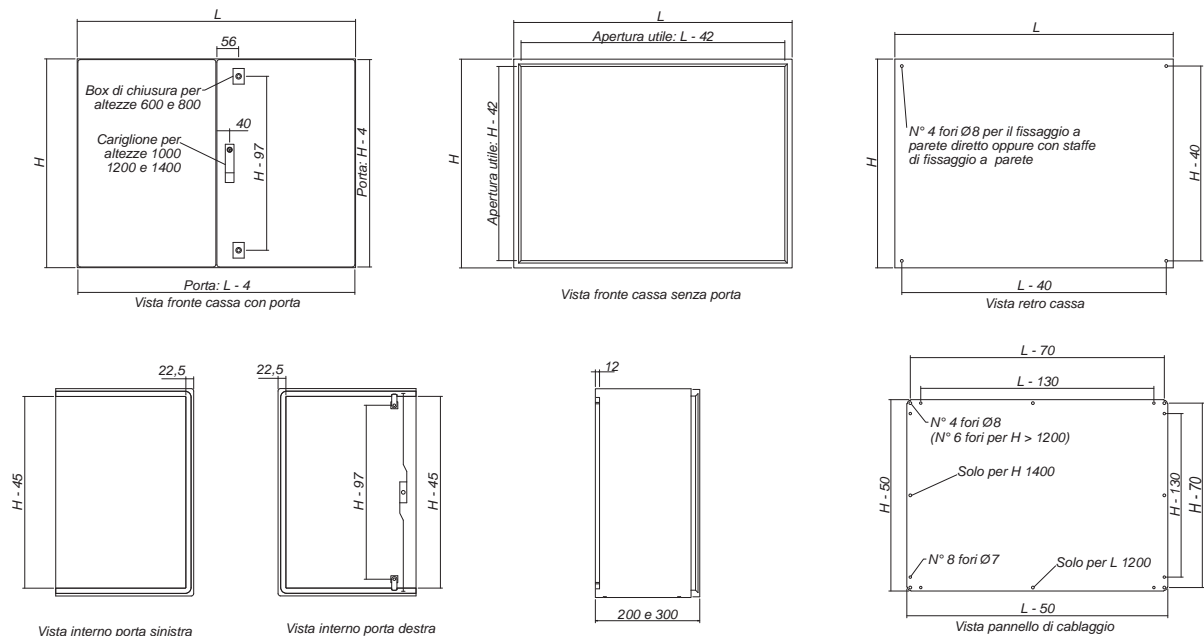 L
56
H
Box di chiusura per
altezze 600 e 800
40
Cariglione per
altezze 1000
1200 e 1400
H - 97
Porta: H - 4
Porta: L - 4
Vista fronte cassa con porta
L
Apertura utile: L - 42
H
Apertura utile: H - 42
Vista fronte cassa senza porta
L
H
N° 4 fori Ø8 per il fissaggio a
parete diretto oppure con staffe
di fissaggio a parete
H - 40
L - 40
Vista retro cassa
22,5
H - 45
Vista interno porta sinistra
22,5
H - 97
H - 45
Vista interno porta destra
12
200 e 300
L - 70
L - 130
N° 4 fori Ø8
(N° 6 fori per H > 1200)
Solo per H 1400
H - 50
H - 130
H - 70
N° 8 fori Ø7
Solo per L 1200
L - 50
Vista pannello di cablaggio